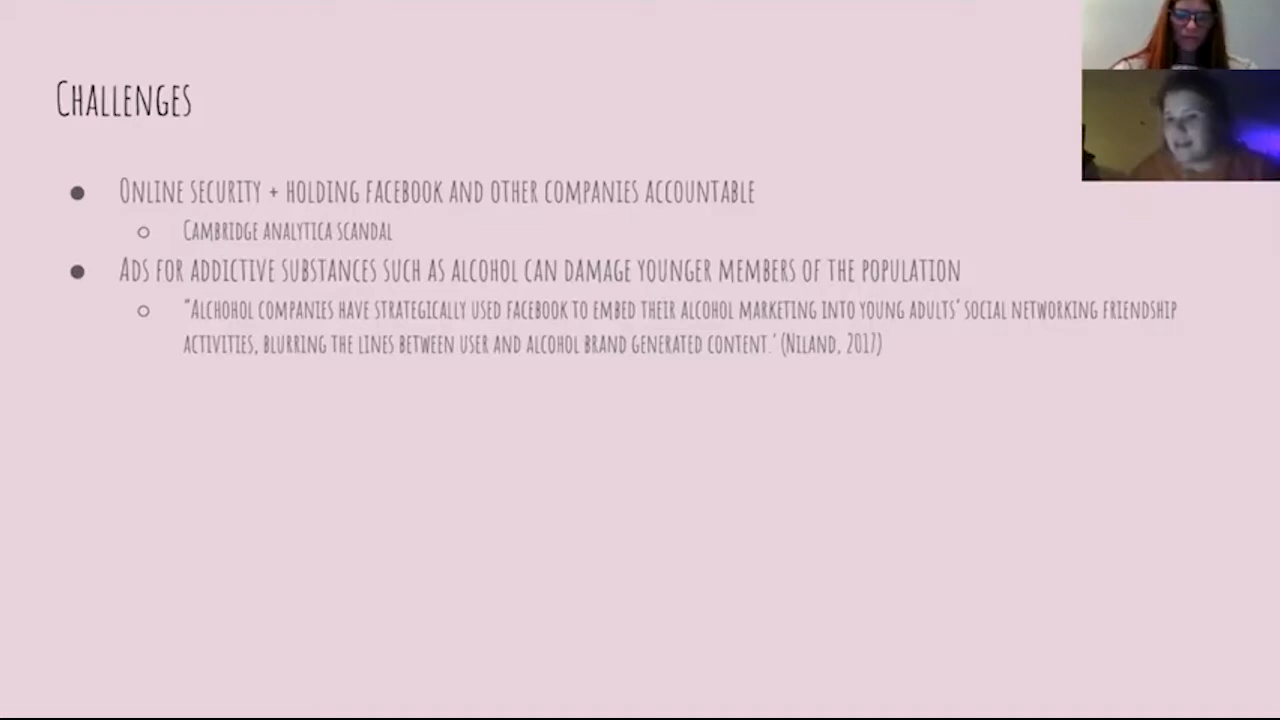 Challenges
● Online security + holding Facebook and other companies accountable
○ Cambridge analytica scandal
● Ads for addictive substances such as alcohol can damage younger members of the population
○ "Alchohol companies have strategically used Facebook to embed their alcohol marketing into young adults' social networking friendship
activities, blurring the lines between user and alcohol brand generated content.' (Niland, 2017)